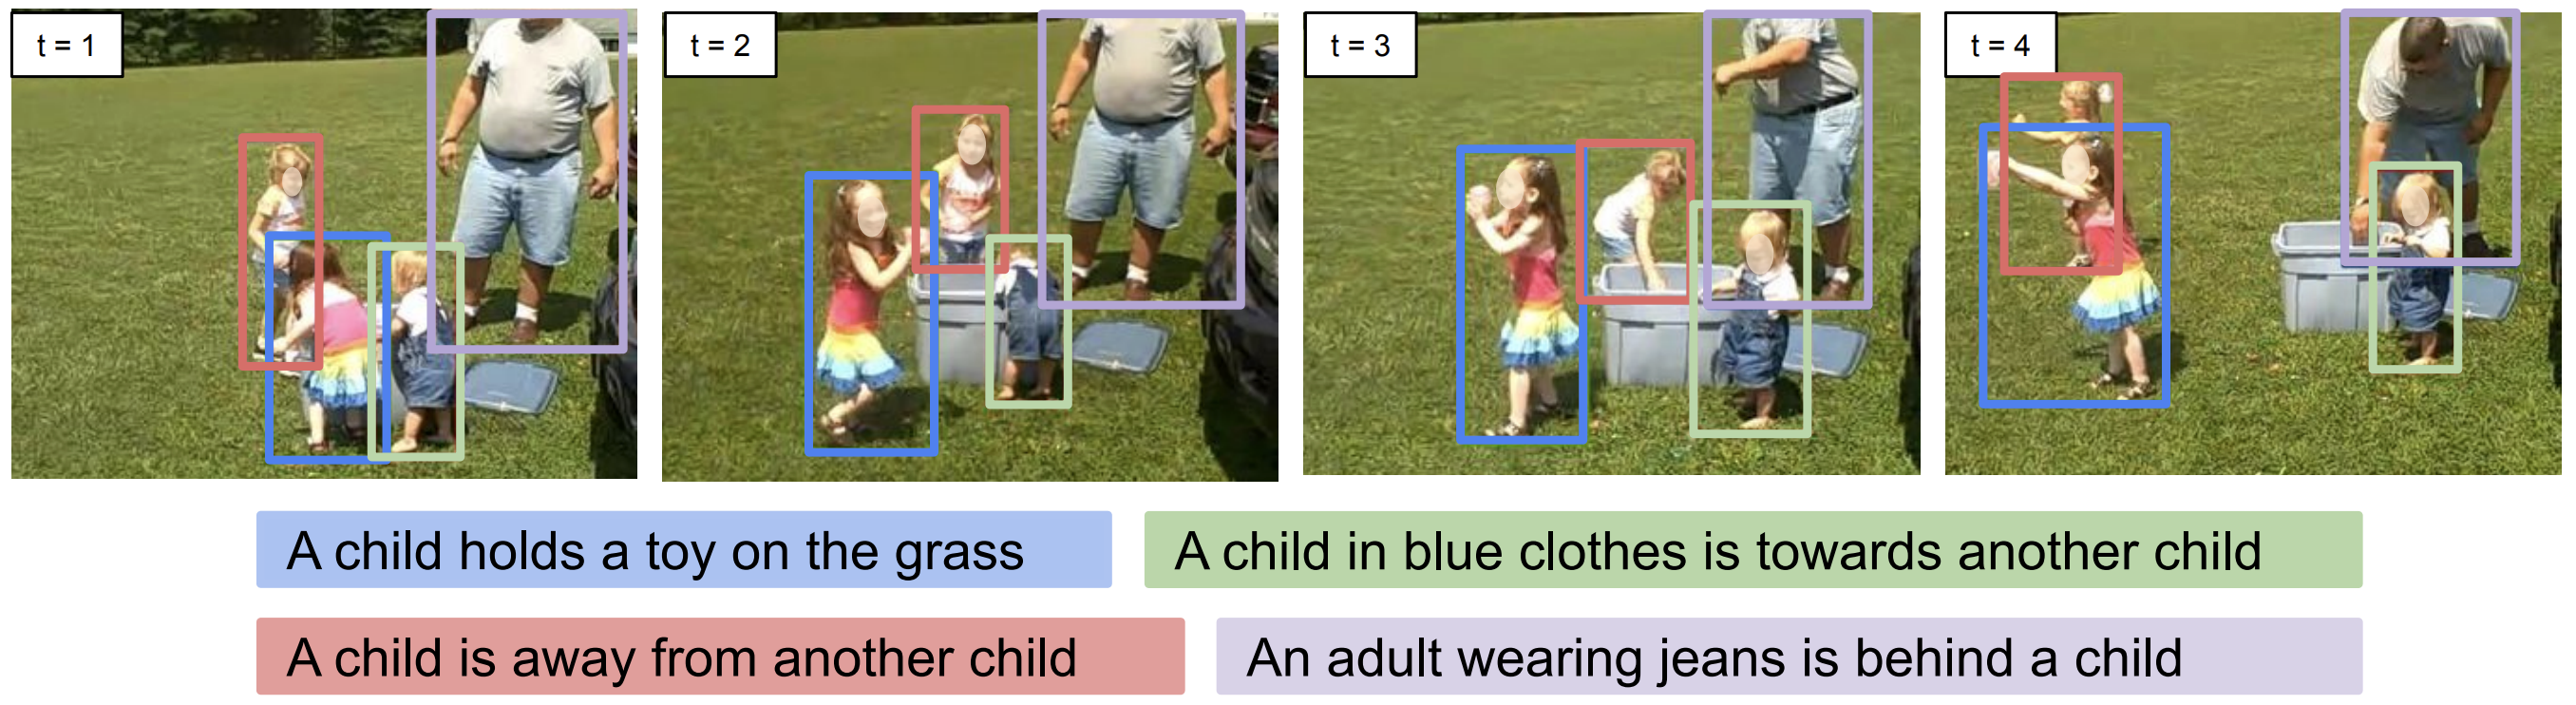 t = 1
t = 2
t = 3
t = 4
A child holds a toy on the grass
A child in blue clothes is towards another child
A child is away from another child
An adult wearing jeans is behind a child